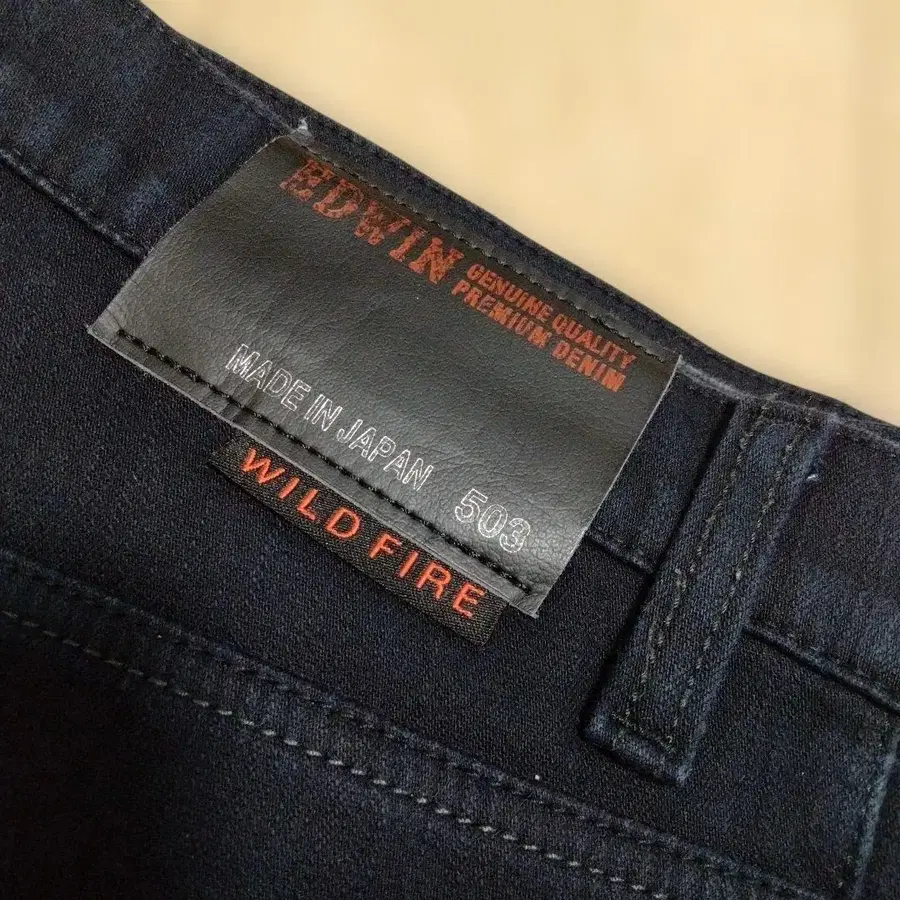 EDWIN
GENUINE QUALITY
PREMIUM DENIM
MADE IN JAPAN 503
WILD FIRE